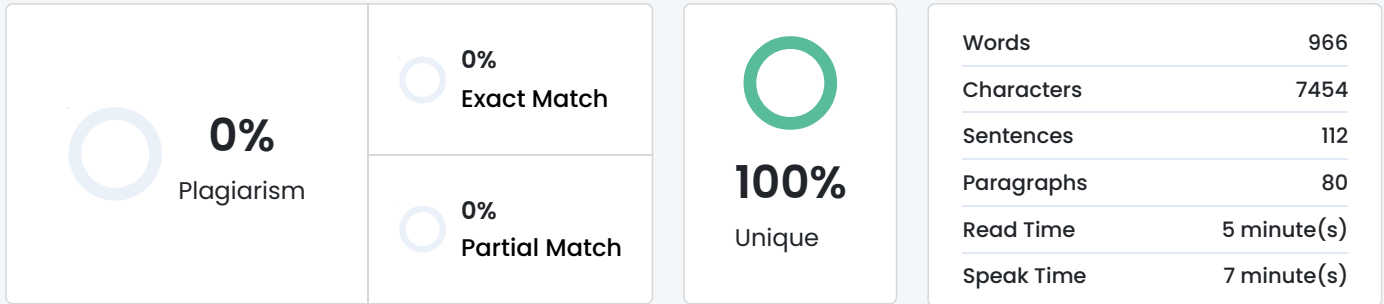 0%
Plagiarism
0%
Exact Match
0%
Partial Match
100%
Unique
Words 966
Characters 7454
Sentences 112
Paragraphs 80
Read Time 5 minute(s)
Speak Time 7 minute(s)